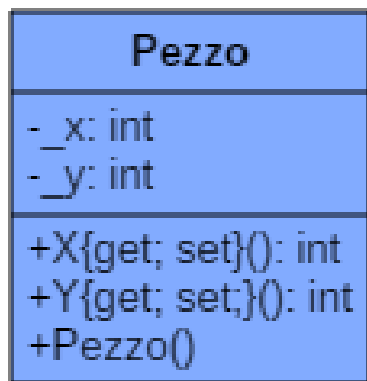 Pezzo
-_x: int
-_y: int
+X{get; set}(): int
+Y{get; set;}(): int
+Pezzo()